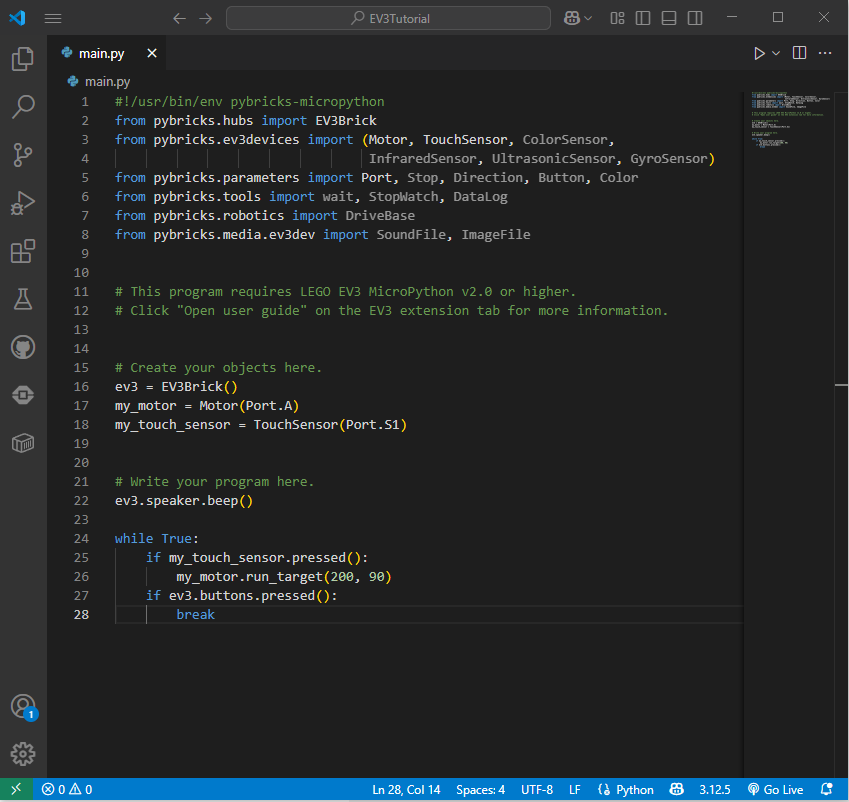 EV3Tutorial
main.py
main.py
1 #!/usr/bin/env pybricks-micropython
2 from pybricks.hubs import EV3Brick
3 from pybricks.ev3devices import (Motor, TouchSensor, ColorSensor,
4 InfraredSensor, UltrasonicSensor, GyroSensor)
5 from pybricks.parameters import Port, Stop, Direction, Button, Color
6 from pybricks.tools import wait, StopWatch, DataLog
7 from pybricks.robotics import DriveBase
8 from pybricks.media.ev3dev import SoundFile, ImageFile
9
10
11 # This program requires LEGO EV3 MicroPython v2.0 or higher.
12 # Click "Open user guide" on the EV3 extension tab for more information.
13
14
15 # Create your objects here.
16 ev3 = EV3Brick()
17 my_motor = Motor(Port.A)
18 my_touch_sensor = TouchSensor(Port.S1)
19
20
21 # Write your program here.
22 ev3.speaker.beep()
23
24 while True:
25 if my_touch_sensor.pressed():
26 my_motor.run_target(200, 90)
27 if ev3.buttons.pressed():
28 break
1
0 0 Ln 28, Col 14 Spaces: 4 UTF-8 LF Python 3.12.5 Go Live